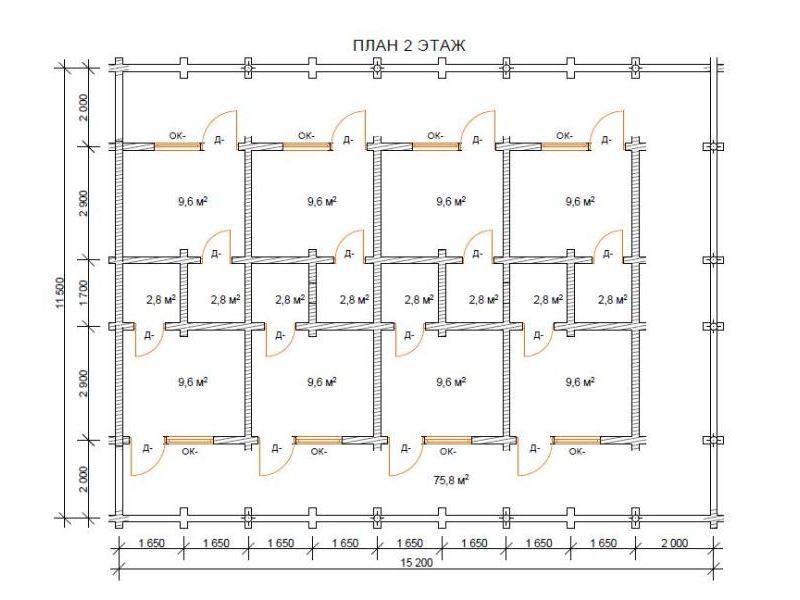 ПЛАН 2 ЭТАЖ
2 000
ОК-
Д-
ОК-
Д-
ОК-
Д-
ОК-
Д-
2 900
9,6 м²
9,6 м²
9,6 м²
9,6 м²
Д-
Д-
Д-
Д-
11 500
1700
2,8 м²
2,8 м²
2,8 м²
2,8 м²
2,8 м²
2,8 м²
2,8 м²
2,8 м²
Д-
Д-
Д-
Д-
2 900
9,6 м²
9,6 м²
9,6 м²
9,6 м²
Д-
ОК-
Д-
ОК-
Д-
ОК-
Д-
ОК-
2 000
75,8 м²
1 650
1 650
1 650
1 650
1 650
1 650
1 650
1 650
2 000
15 200